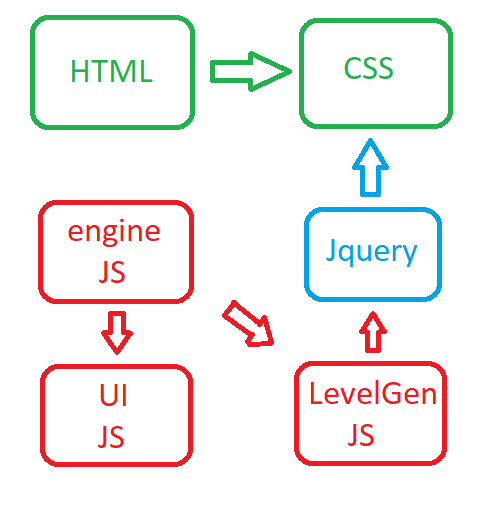 HTML
CSS
engine
JS
Jquery
UI
JS
LevelGen
JS